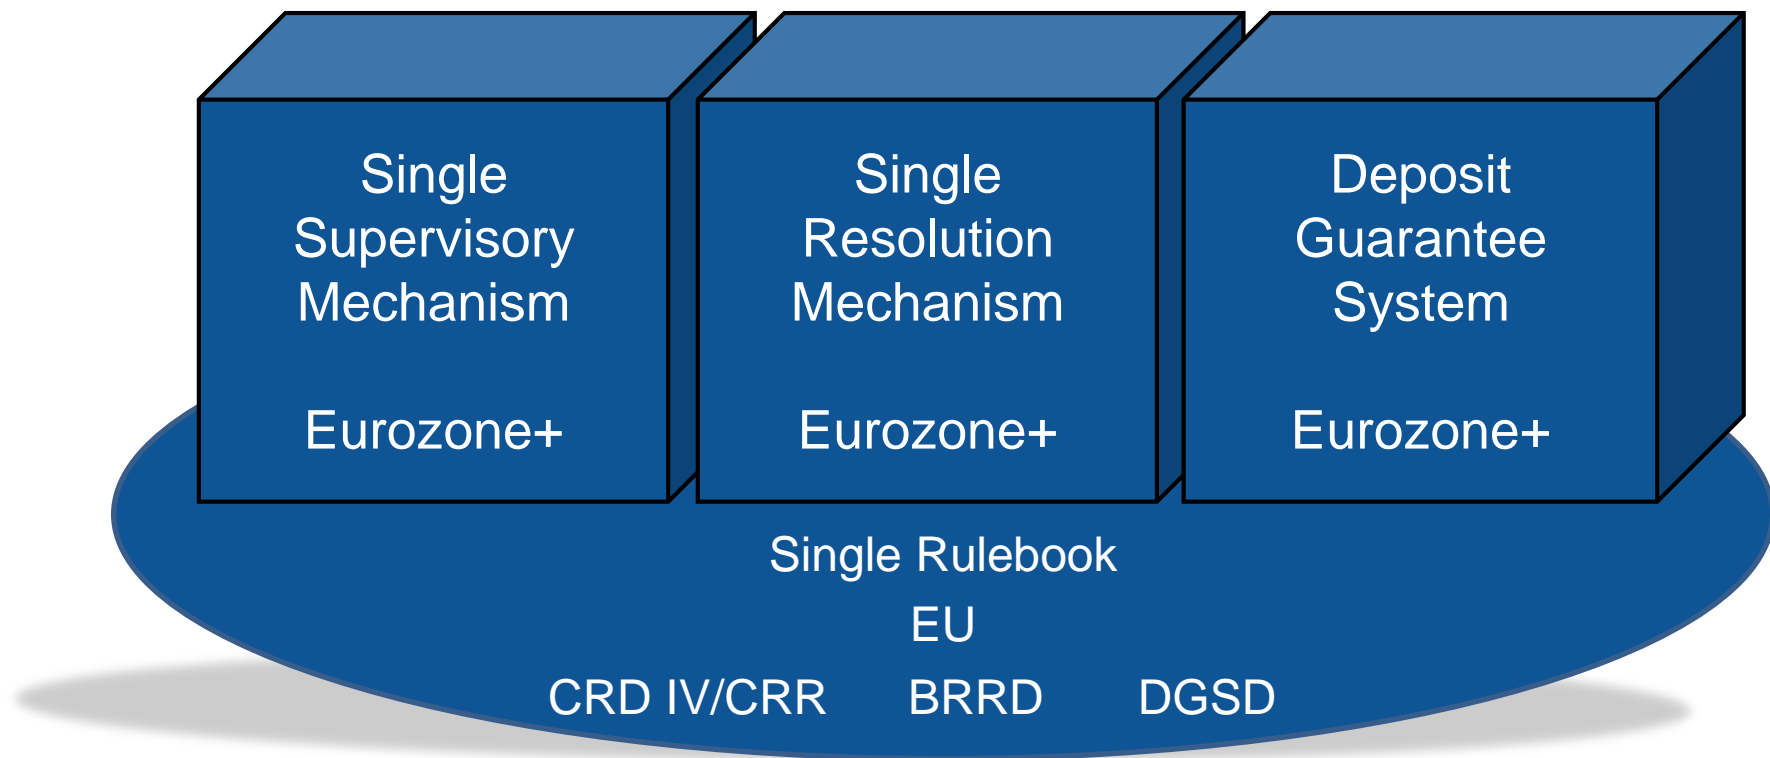 Single
Supervisory
Mechanism
Eurozone+
Single
Resolution
Mechanism
Eurozone+
Deposit
Guarantee
System
Eurozone+
Single Rulebook
EU
CRD IV/CRR BRRD DGSD